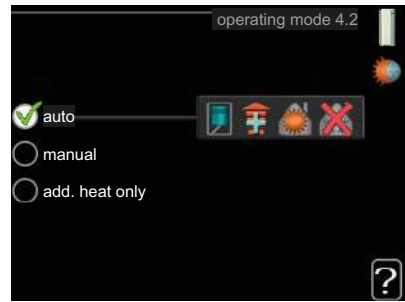 operating mode 4.2
auto
manual
add. heat only
?